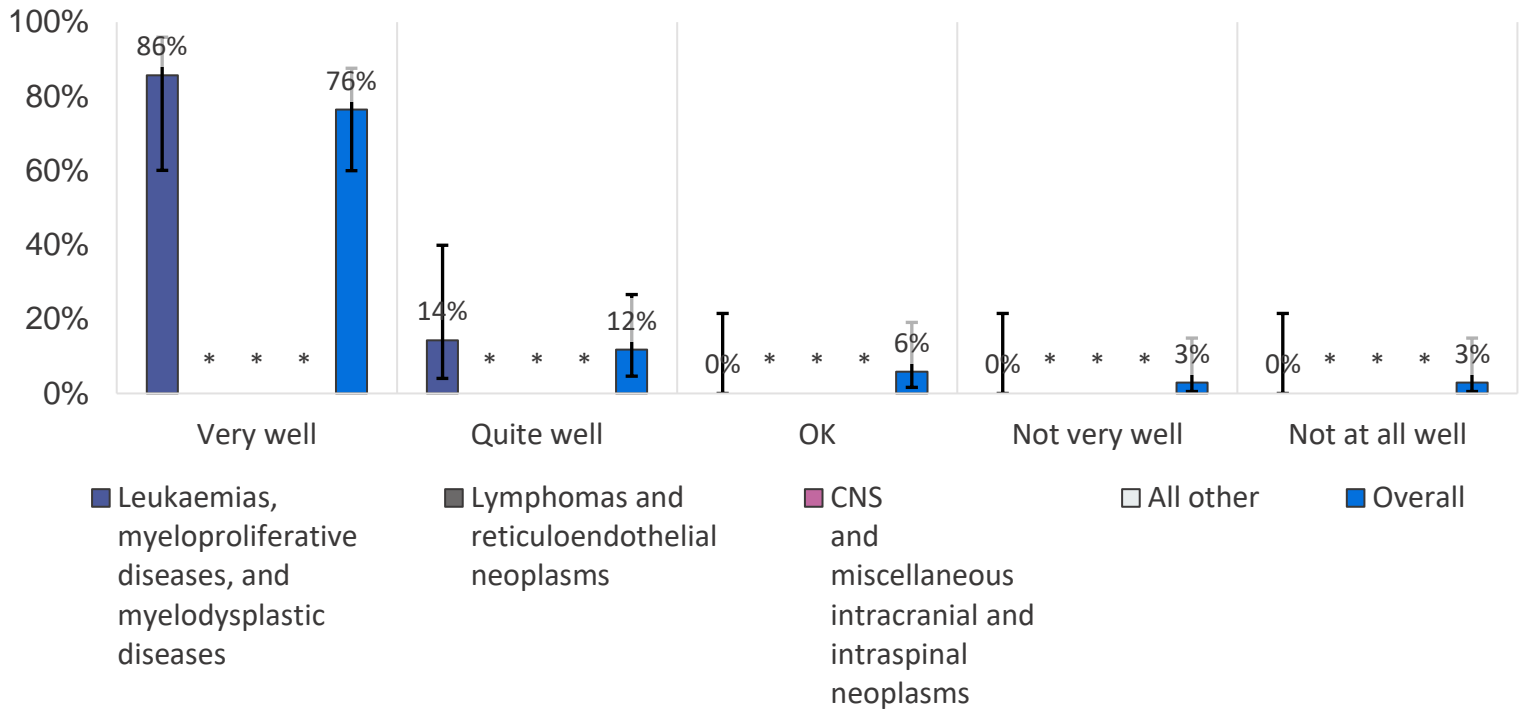 100%
80%
60%
40%
20%
0%
86% * * * 76%
14% * * * 12%
0% * * * 6%
0% * * * 3%
0% * * * 3%
Very well Quite well OK Not very well Not at all well
Leukaemias,
myeloproliferative
diseases, and
myelodysplastic
diseases
Lymphomas and
reticuloendothelial
neoplasms
CNS
and
miscellaneous
intracranial and
intraspinal
neoplasms
All other
Overall